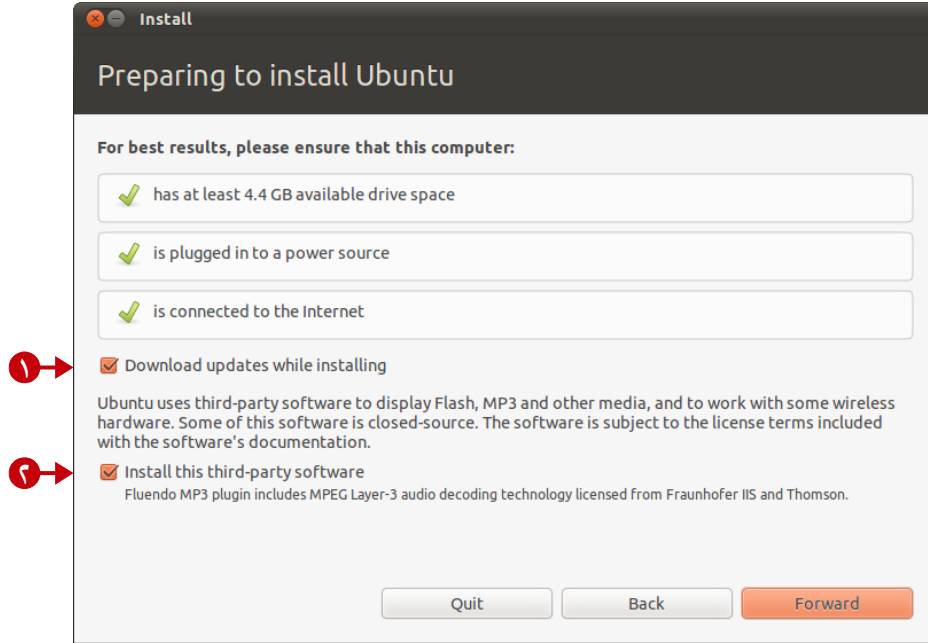 Install
Preparing to install Ubuntu
For best results, please ensure that this computer:
has at least 4.4 GB available drive space
is plugged in to a power source
is connected to the Internet
١
Download updates while installing
Ubuntu uses third-party software to display Flash, MP3 and other media, and to work with some wireless
hardware. Some of this software is closed-source. The software is subject to the license terms included
with the software's documentation.
٢
Install this third-party software
Fluendo MP3 plugin includes MPEG Layer-3 audio decoding technology licensed from Fraunhofer IIS and Thomson.
Quit Back Forward